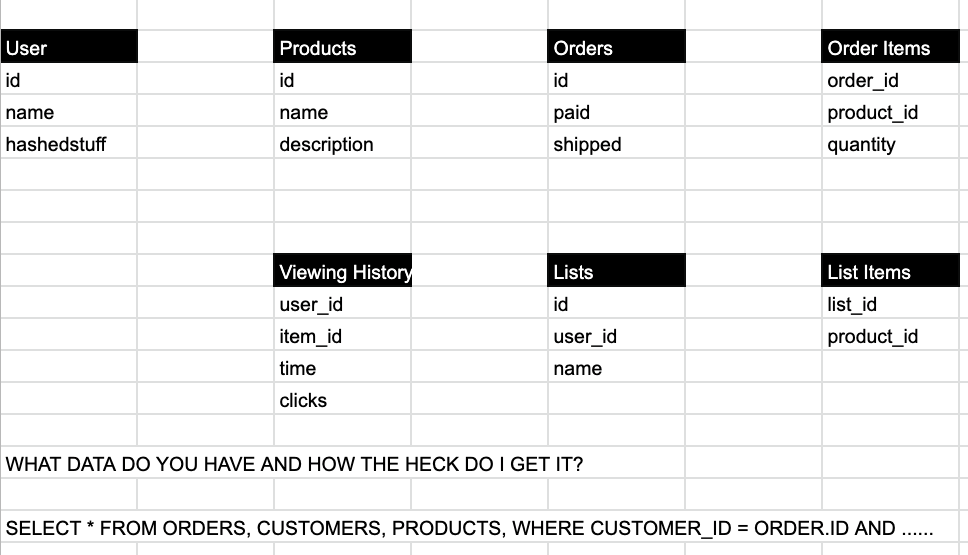 User Products Orders Order Items
id id id order_id
name name paid product_id
hashedstuff description shipped quantity
Viewing History Lists List Items
user_id id list_id
item_id user_id product_id
time name
clicks
WHAT DATA DO YOU HAVE AND HOW THE HECK DO I GET IT?
SELECT * FROM ORDERS, CUSTOMERS, PRODUCTS, WHERE CUSTOMER_ID = ORDER.ID AND ......